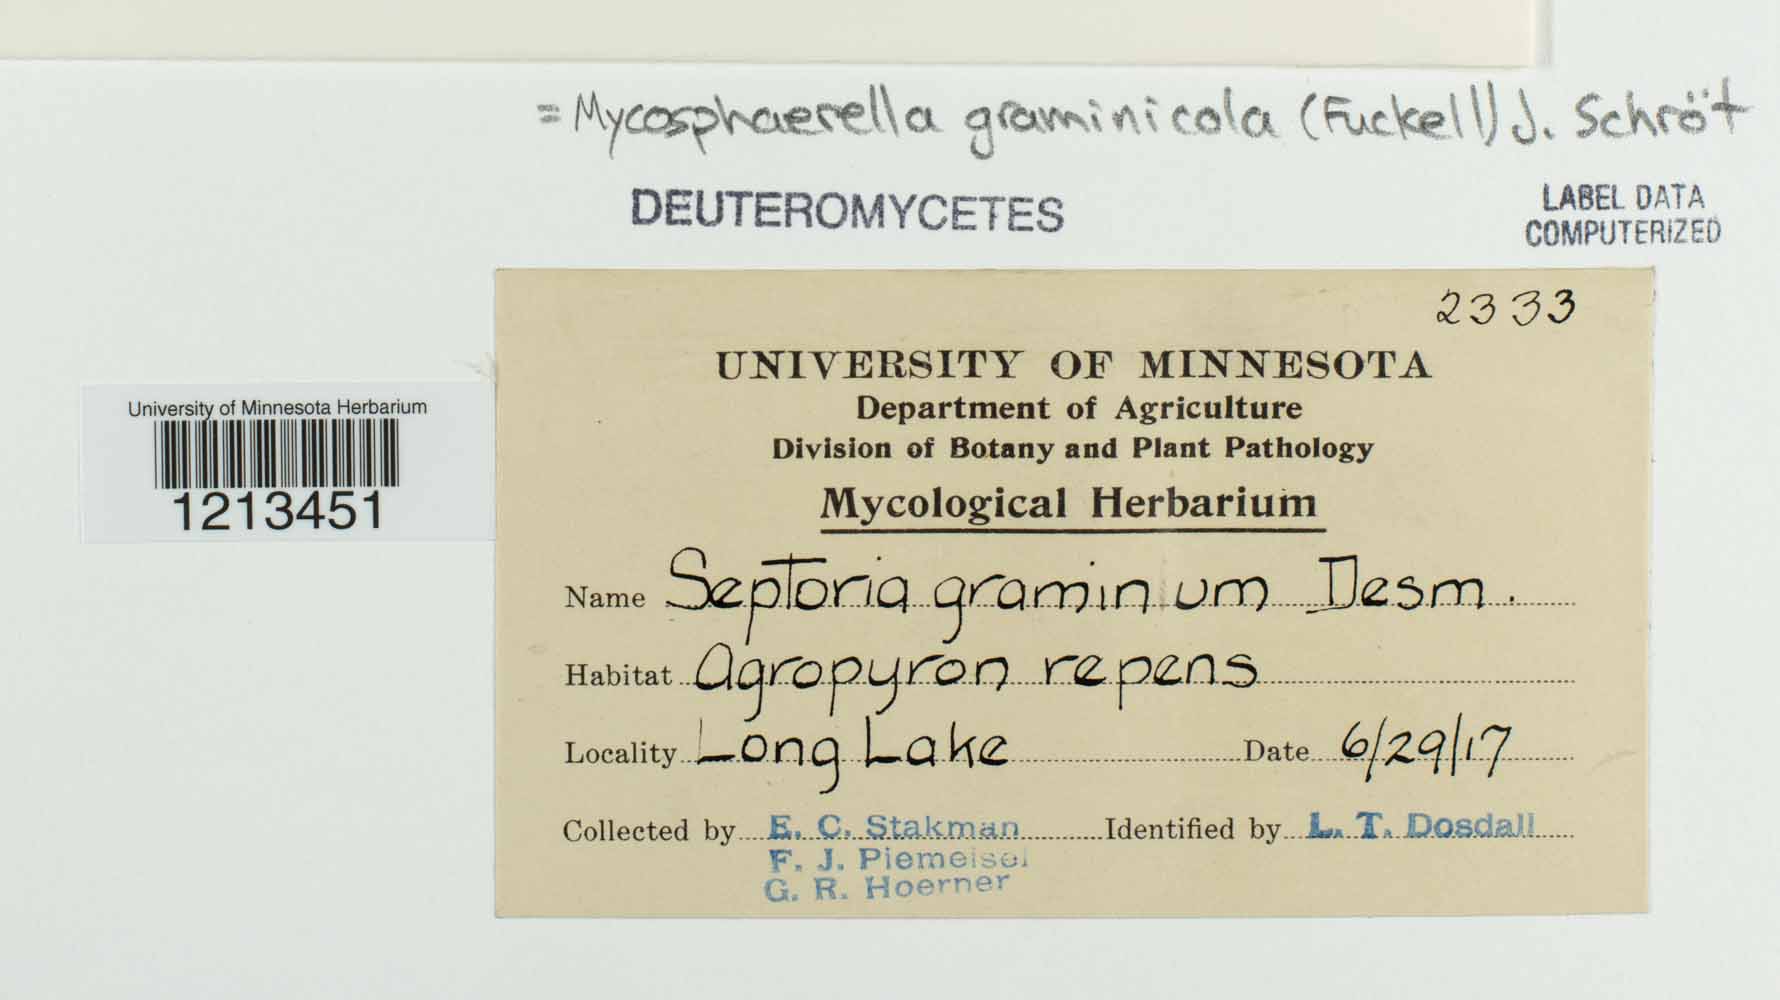 = Mycosphaerella graminicola (Fuckell) J. Schröt
DEUTEROMYCETES
LABEL DATA
COMPUTERIZED
2333
UNIVERSITY OF MINNESOTA
Department of Agriculture
Division of Botany and Plant Pathology
Mycological Herbarium
University of Minnesota Herbarium
1213451
Name Septoria graminum Desm.
Habitat Agropyron repens
Locality Long Lake Date 6/29/17
Collected by E. C. Stakman Identified by L. T. Dosdall
F. J. Piemeisel
G. R. Hoerner